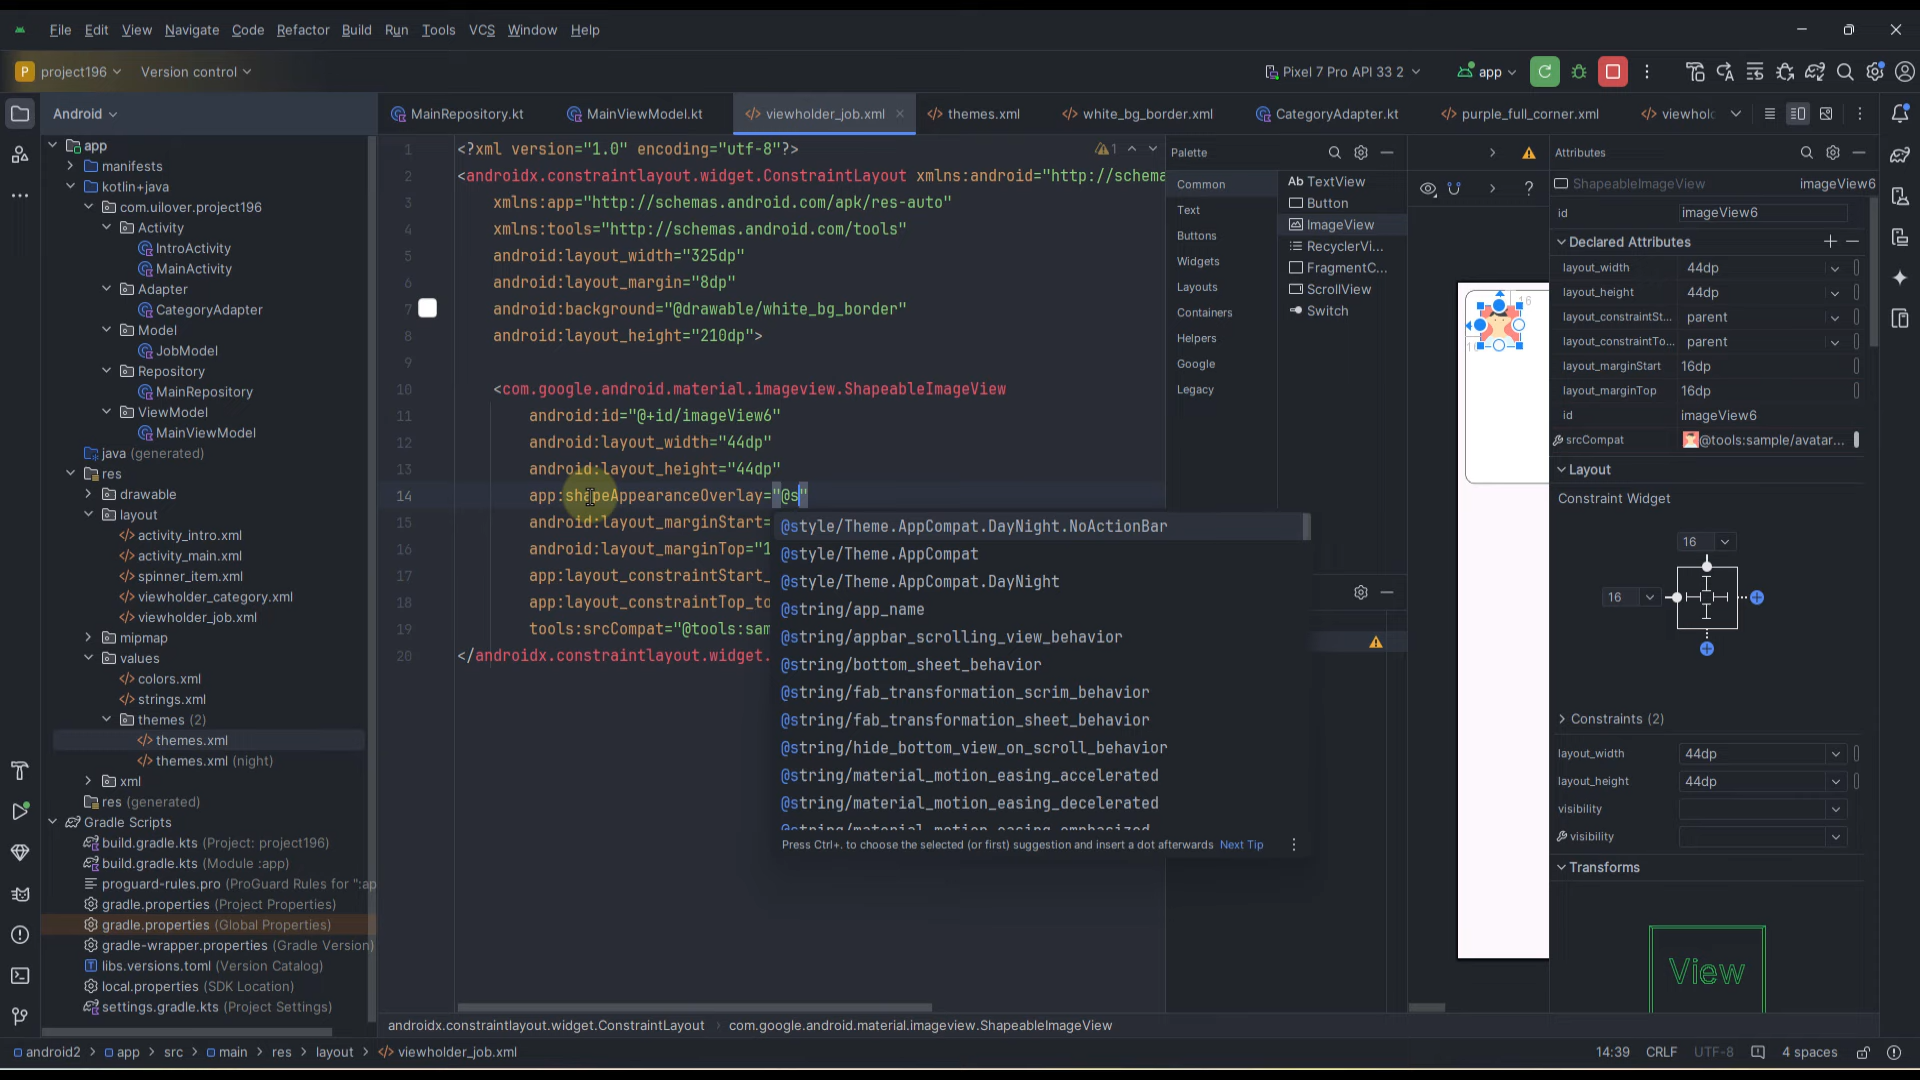 File Edit View Navigate Code Refactor Build Run Tools VCS Window Help
P project196 Version control
Pixel 7 Pro API 33 2 app
Android
MainRepository.kt MainViewModel.kt viewholder_job.xml themes.xml white_bg_border.xml CategoryAdapter.kt purple_full_corner.xml viewhol
app
manifests
kotlin+java
com.uilover.project196
Activity
IntroActivity
MainActivity
Adapter
CategoryAdapter
Model
JobModel
Repository
MainRepository
ViewModel
MainViewModel
java (generated)
res
drawable
layout
activity_intro.xml
activity_main.xml
spinner_item.xml
viewholder_category.xml
viewholder_job.xml
mipmap
values
colors.xml
strings.xml
themes (2)
themes.xml
themes.xml (night)
xml
res (generated)
Gradle Scripts
build.gradle.kts (Project: project196)
build.gradle.kts (Module :app)
proguard-rules.pro (ProGuard Rules for ":ap
gradle.properties (Project Properties)
gradle.properties (Global Properties)
gradle-wrapper.properties (Gradle Version)
libs.versions.toml (Version Catalog)
local.properties (SDK Location)
settings.gradle.kts (Project Settings)
1 <?xml version="1.0" encoding="utf-8"?> 1
2 <androidx.constraintlayout.widget.ConstraintLayout xmlns:android="http://schema
3 xmlns:app="http://schemas.android.com/apk/res-auto"
4 xmlns:tools="http://schemas.android.com/tools"
5 android:layout_width="325dp"
6 android:layout_margin="8dp"
7 android:background="@drawable/white_bg_border"
8 android:layout_height="210dp">
9
10 <com.google.android.material.imageview.ShapeableImageView
11 android:id="@+id/imageView6"
12 android:layout_width="44dp"
13 android:layout_height="44dp"
14 app:shapeAppearanceOverlay="@s"
15 android:layout_marginStart=
16 android:layout_marginTop="1
17 app:layout_constraintStart_
18 app:layout_constraintTop_to
19 tools:srcCompat="@tools:sam
20 </androidx.constraintlayout.widget.
@style/Theme.AppCompat.DayNight.NoActionBar
@style/Theme.AppCompat
@style/Theme.AppCompat.DayNight
@string/app_name
@string/appbar_scrolling_view_behavior
@string/bottom_sheet_behavior
@string/fab_transformation_scrim_behavior
@string/fab_transformation_sheet_behavior
@string/hide_bottom_view_on_scroll_behavior
@string/material_motion_easing_accelerated
@string/material_motion_easing_decelerated
@string/material_motion_easing_emphasized
Press Ctrl+. to choose the selected (or first) suggestion and insert a dot afterwards Next Tip
Palette
Common
Text
Buttons
Widgets
Layouts
Containers
Helpers
Google
Legacy
Ab TextView
Button
ImageView
RecyclerVi...
FragmentC...
ScrollView
Switch
?
16
Attributes
ShapeableImageView imageView6
id imageView6
Declared Attributes
layout_width 44dp
layout_height 44dp
layout_constraintSt... parent
layout_constraintTo... parent
layout_marginStart 16dp
layout_marginTop 16dp
id imageView6
srcCompat @tools:sample/avatar...
Layout
Constraint Widget
16
16
Constraints (2)
layout_width 44dp
layout_height 44dp
visibility
visibility
Transforms
View
androidx.constraintlayout.widget.ConstraintLayout com.google.android.material.imageview.ShapeableImageView
android2 app src main res layout viewholder_job.xml
14:39 CRLF UTF-8 4 spaces